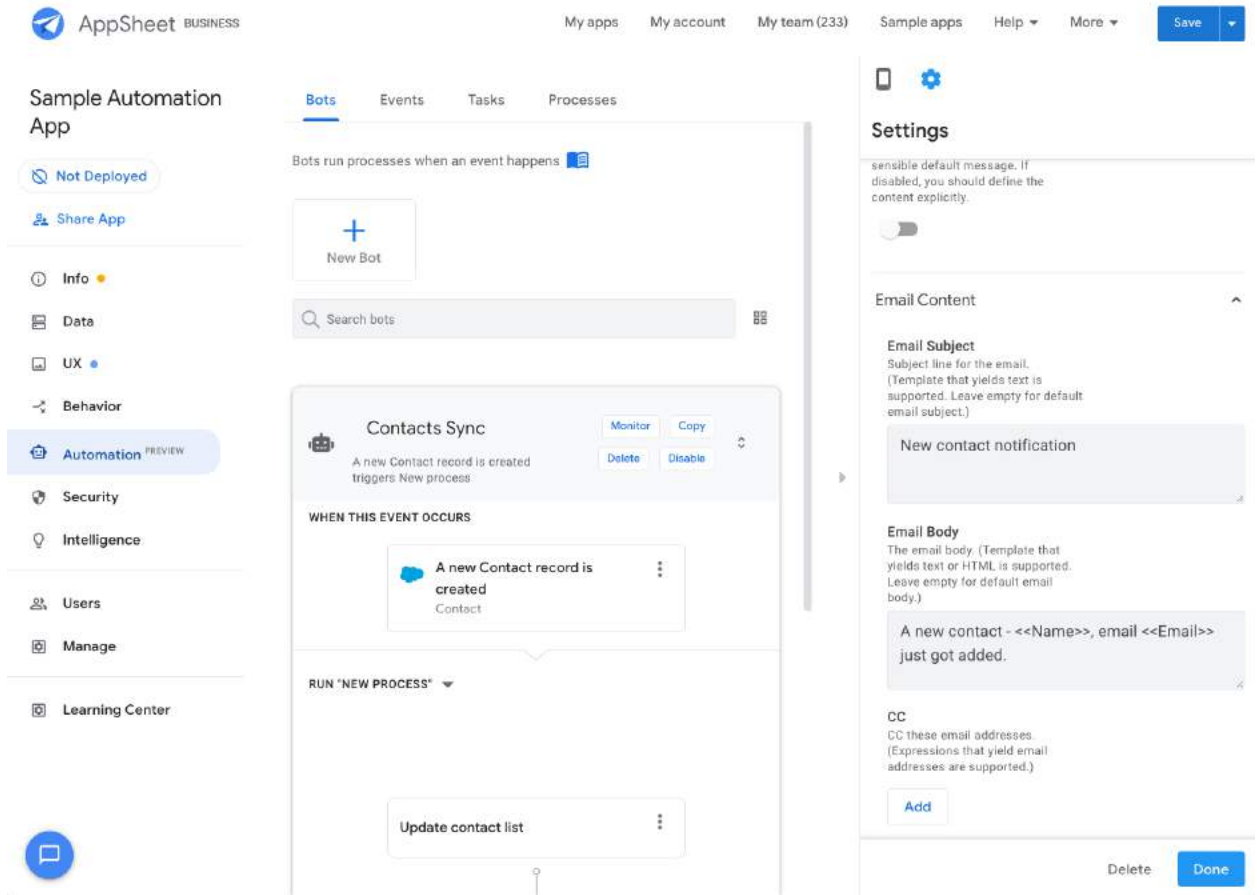 AppSheet BUSINESS
My apps
My account
My team (233)
Sample apps
Help
More
Save
Sample Automation
App
Not Deployed
Share App
Info
Data
UX
Behavior
Automation PREVIEW
Security
Intelligence
Users
Manage
Learning Center
Bots
Events
Tasks
Processes
Bots run processes when an event happens
New Bot
Search bots
Contacts Sync
A new Contact record is created
triggers New process
Monitor
Copy
Delete
Disable
WHEN THIS EVENT OCCURS
A new Contact record is
created
Contact
RUN "NEW PROCESS"
Update contact list
Settings
sensible default message. If
disabled, you should define the
content explicitly.
Email Content
Email Subject
Subject line for the email.
(Template that yields text is
supported. Leave empty for default
email subject.)
New contact notification
Email Body
The email body. (Template that
yields text or HTML is supported.
Leave empty for default email
body.)
A new contact - <<Name>>, email <<Email>>
just got added.
CC
CC these email addresses.
(Expressions that yield email
addresses are supported.)
Add
Delete
Done